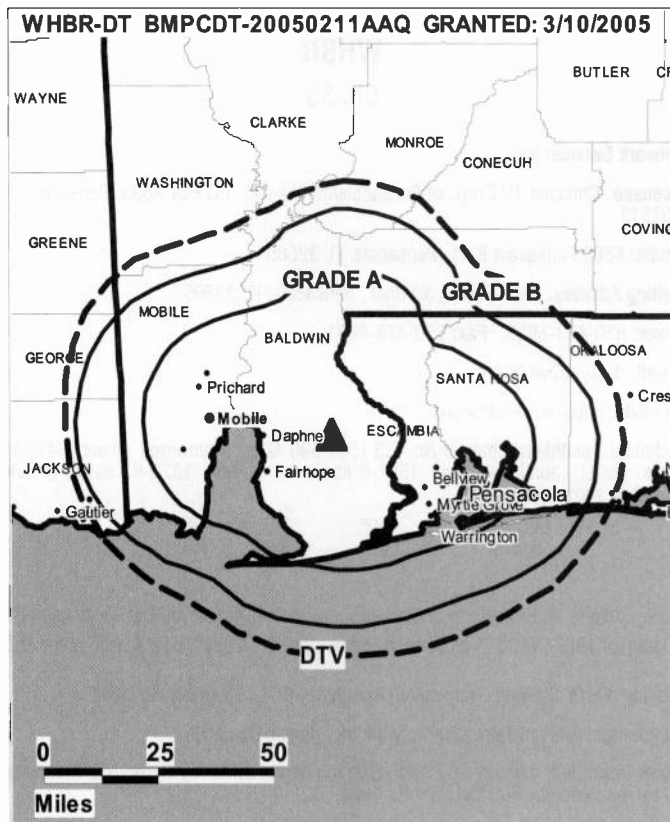 WHBR-DT BMPCDT-20050211AAQ GRANTED: 3/10/2005
BUTLER
WAYNE
CLARKE
MONROE
CONECUH
WASHINGTON
GREENE
COVING
GRADE A
GRADE B
MOBILE
BALDWIN
GEORGE
OKALOOSA
SANTA ROSA
Prichard
Cres
Mobile
Daphne
ESCAMBIA
JACKSON
Fairhope
Bellview
Pensacola
Gautier
Myrtle Grove
Warrington
DTV
0 25 50
Miles